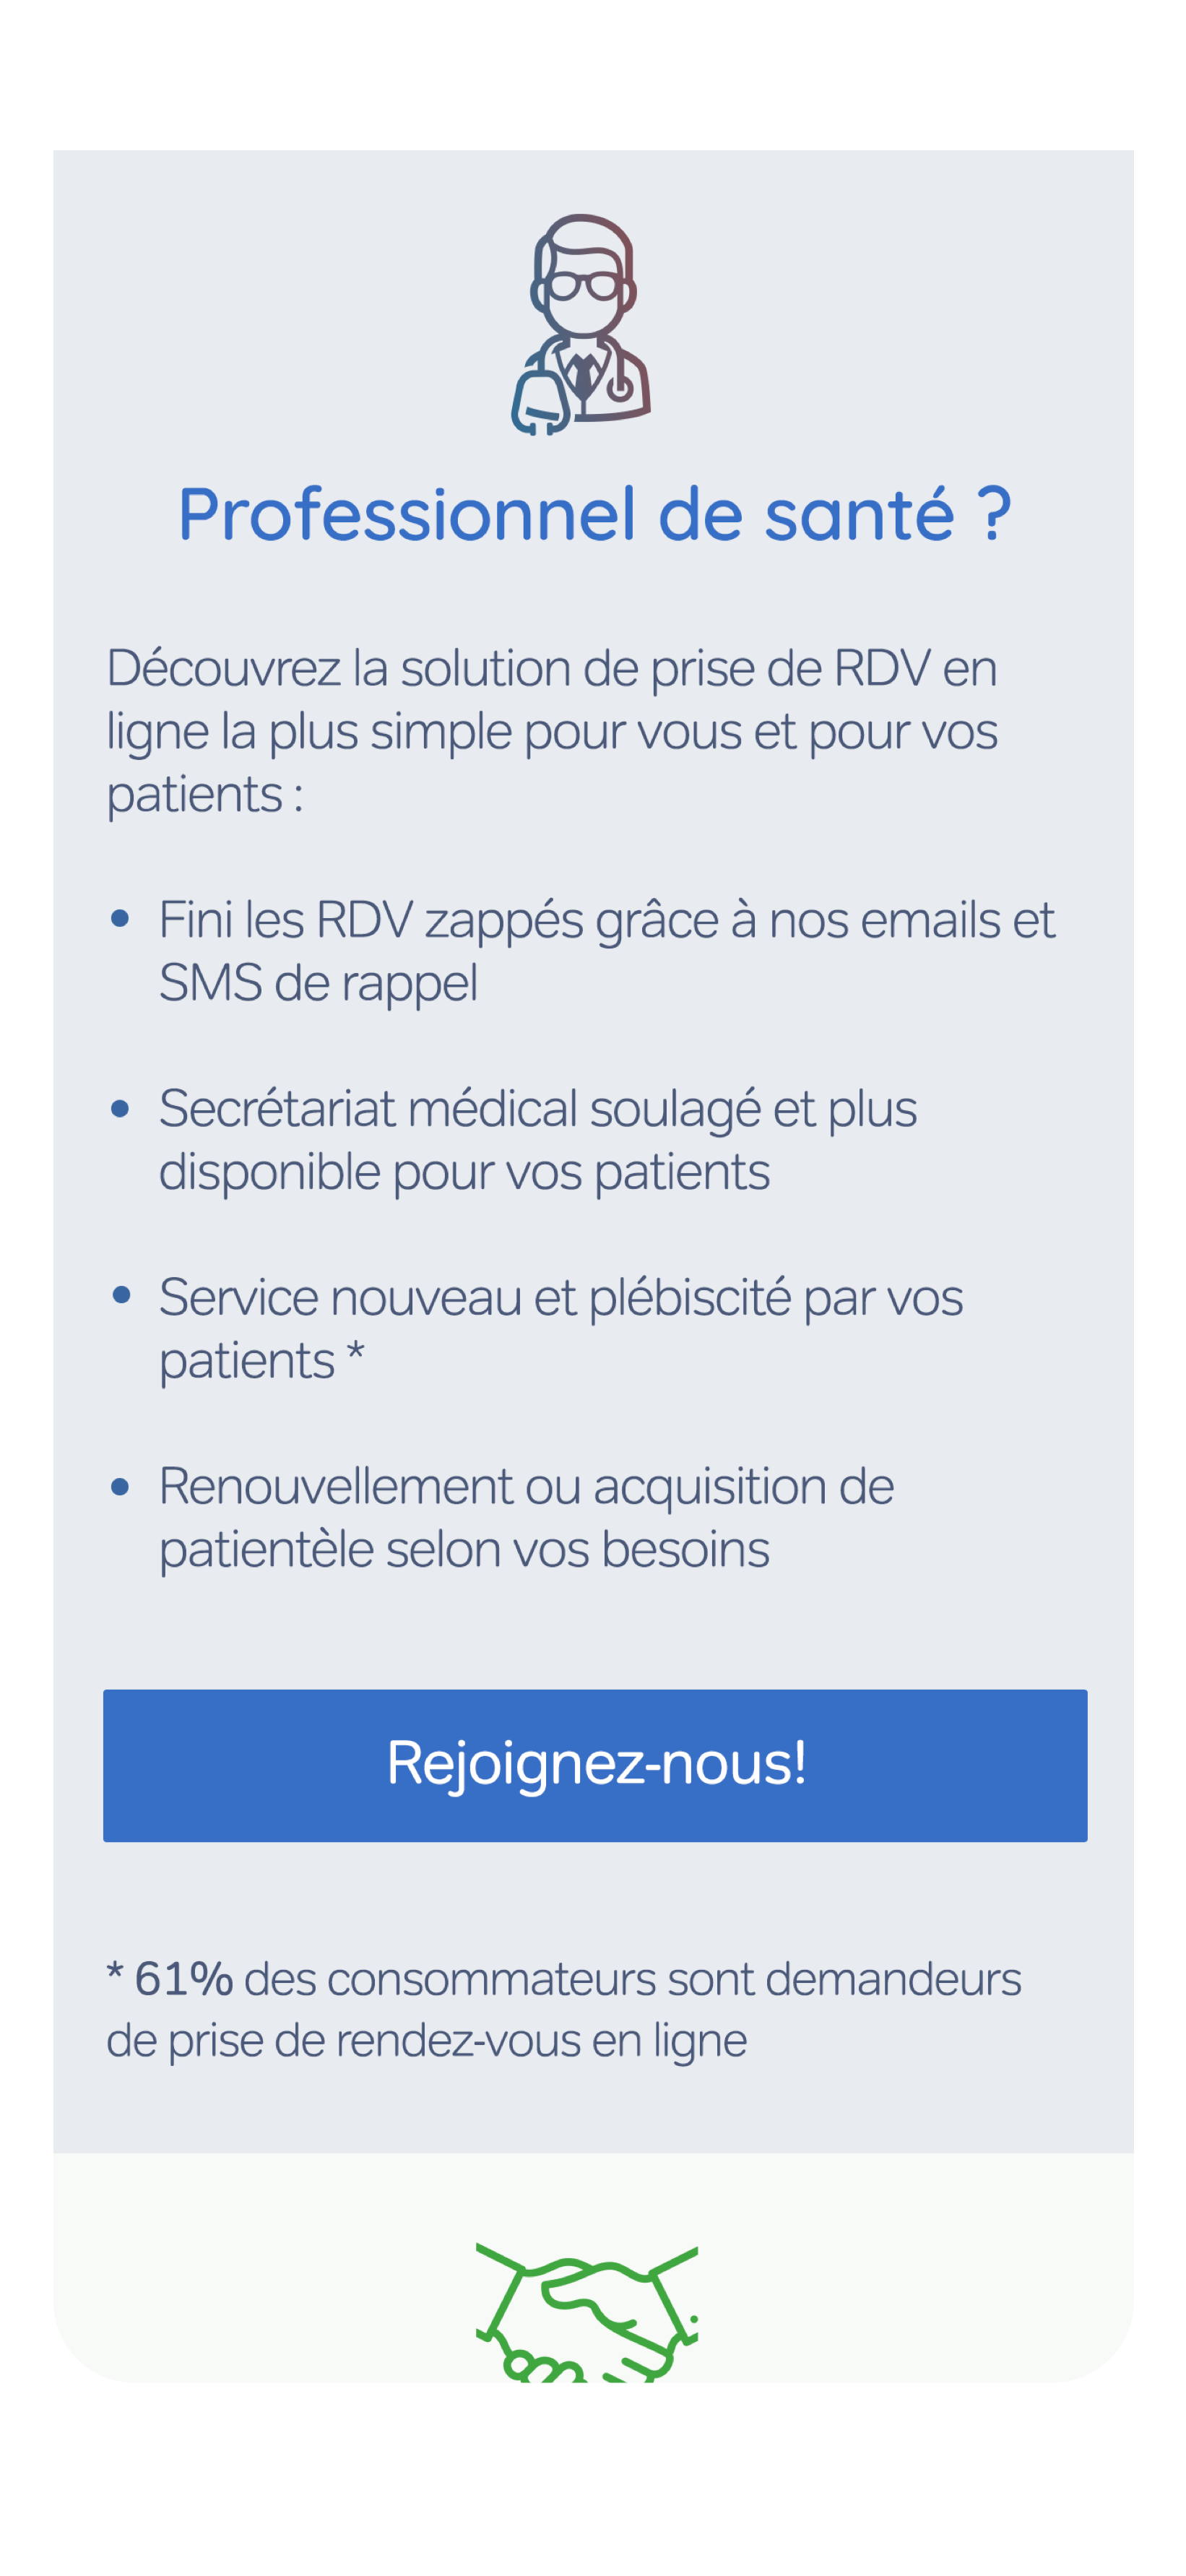 Professionnel de santé ?
Découvrez la solution de prise de RDV en
ligne la plus simple pour vous et pour vos
patients :
• Fini les RDV zappés grâce à nos emails et
SMS de rappel
• Secrétariat médical soulagé et plus
disponible pour vos patients
• Service nouveau et plébiscité par vos
patients *
• Renouvellement ou acquisition de
patientèle selon vos besoins
Rejoignez-nous!
* 61% des consommateurs sont demandeurs
de prise de rendez-vous en ligne